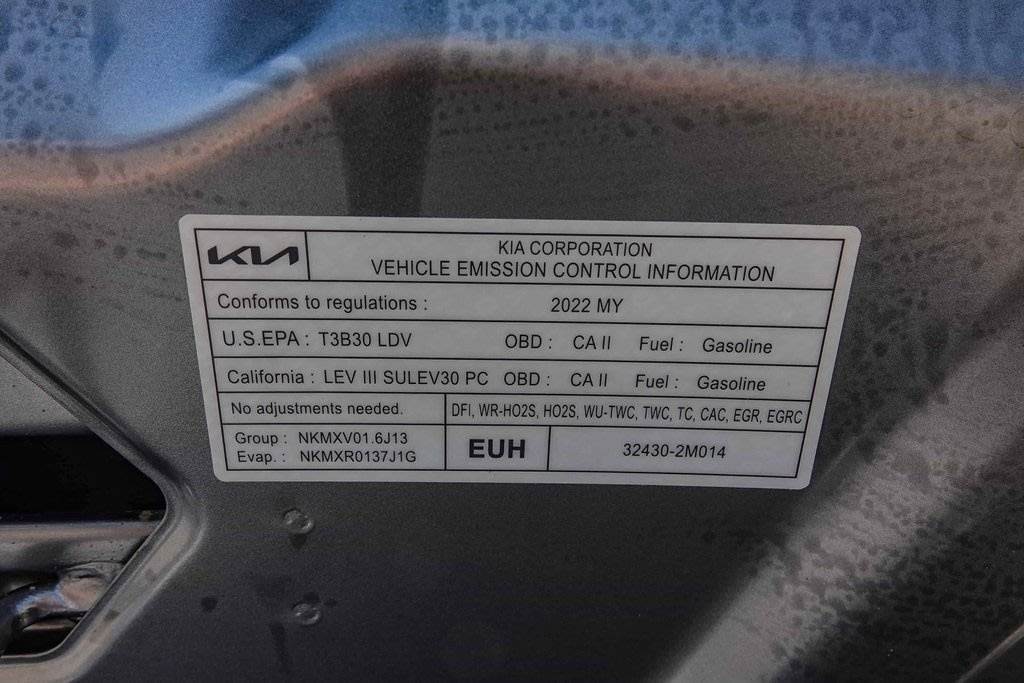 KIA
KIA CORPORATION
VEHICLE EMISSION CONTROL INFORMATION
Conforms to regulations : 2022 MY
U.S.EPA : T3B30 LDV OBD : CA II Fuel : Gasoline
California : LEV III SULEV30 PC OBD : CA II Fuel : Gasoline
No adjustments needed. DFI, WR-HO2S, HO2S, WU-TWC, TWC, TC, CAC, EGR, EGRC
Group : NKMXV01.6J13
Evap. : NKMXR0137J1G
EUH
32430-2M014